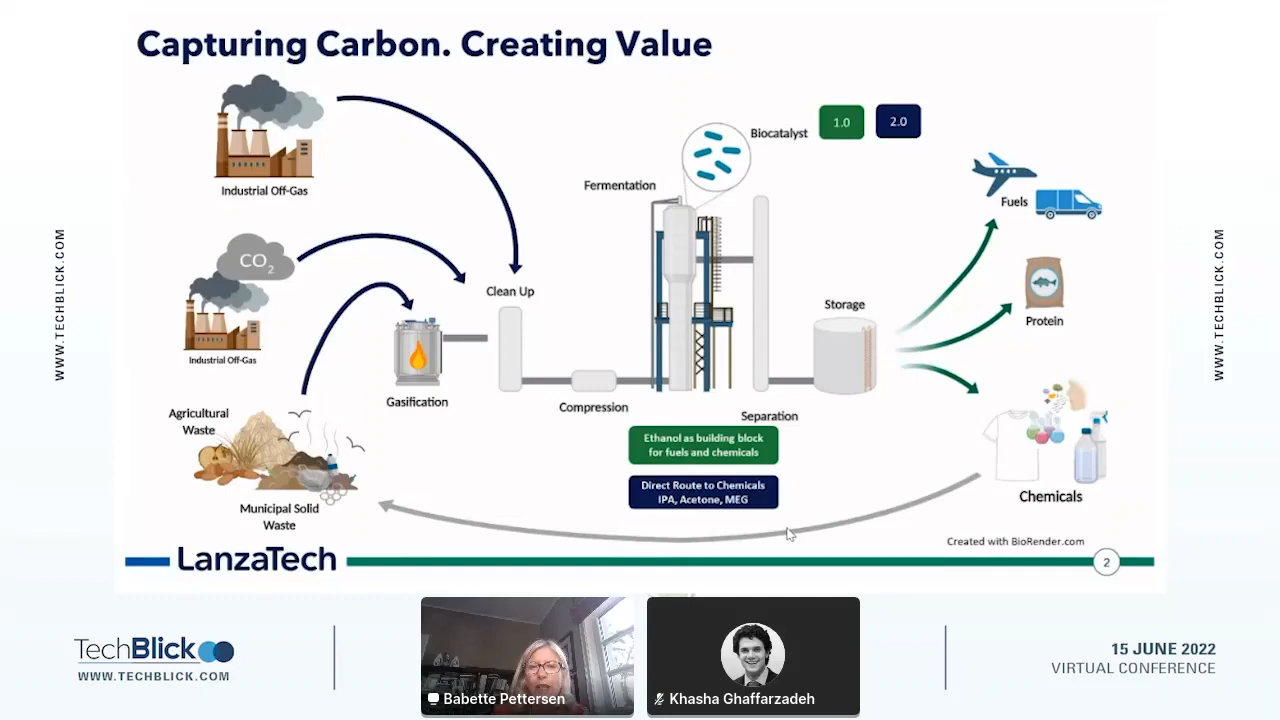 Capturing Carbon. Creating Value
Industrial Off-Gas
CO2
Industrial Off-Gas
Agricultural
Waste
Municipal Solid
Waste
Gasification
Clean Up
Compression
Fermentation
Biocatalyst
1.0
2.0
Separation
Storage
Ethanol as building block
for fuels and chemicals
Direct Route to Chemicals
IPA, Acetone, MEG
Fuels
Protein
Chemicals
Created with BioRender.com
LanzaTech
2
WWW.TECHBLICK.COM
WWW.TECHBLICK.COM
TechBlick
WWW.TECHBLICK.COM
Babette Pettersen
Khasha Ghaffarzadeh
15 JUNE 2022
VIRTUAL CONFERENCE